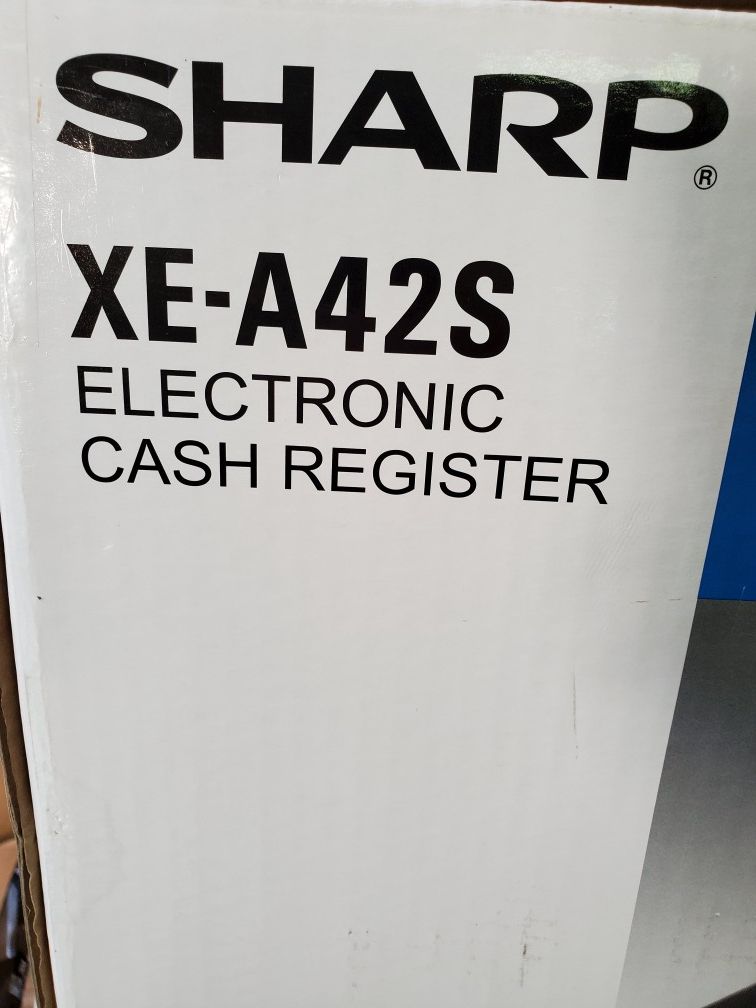 SHARP®
XE-A42S
ELECTRONIC
CASH REGISTER